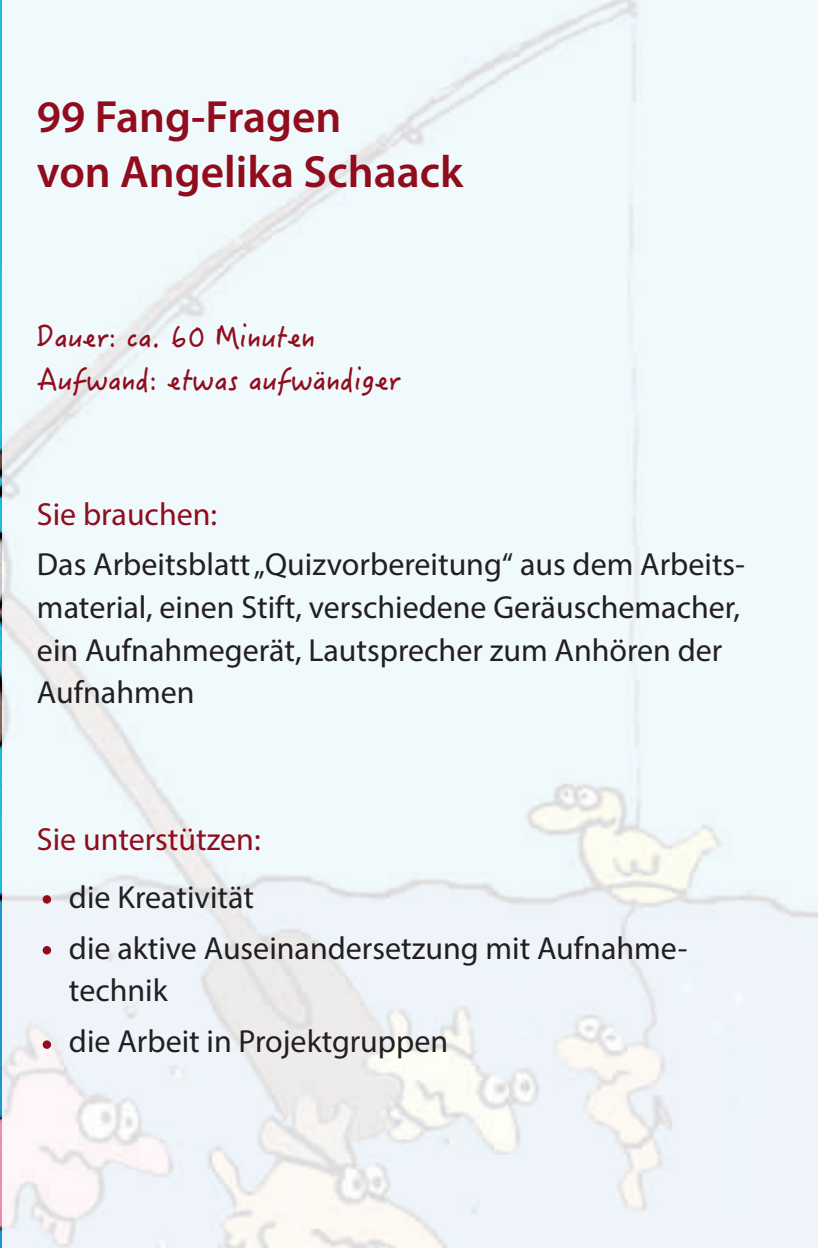 99 Fang-Fragen
von Angelika Schaack
Dauer: ca. 60 Minuten
Aufwand: etwas aufwändiger
Sie brauchen:
Das Arbeitsblatt „Quizvorbereitung“ aus dem Arbeits-
material, einen Stift, verschiedene Geräuschemacher,
ein Aufnahmegerät, Lautsprecher zum Anhören der
Aufnahmen
Sie unterstützen:
• die Kreativität
• die aktive Auseinandersetzung mit Aufnahme-
technik
• die Arbeit in Projektgruppen